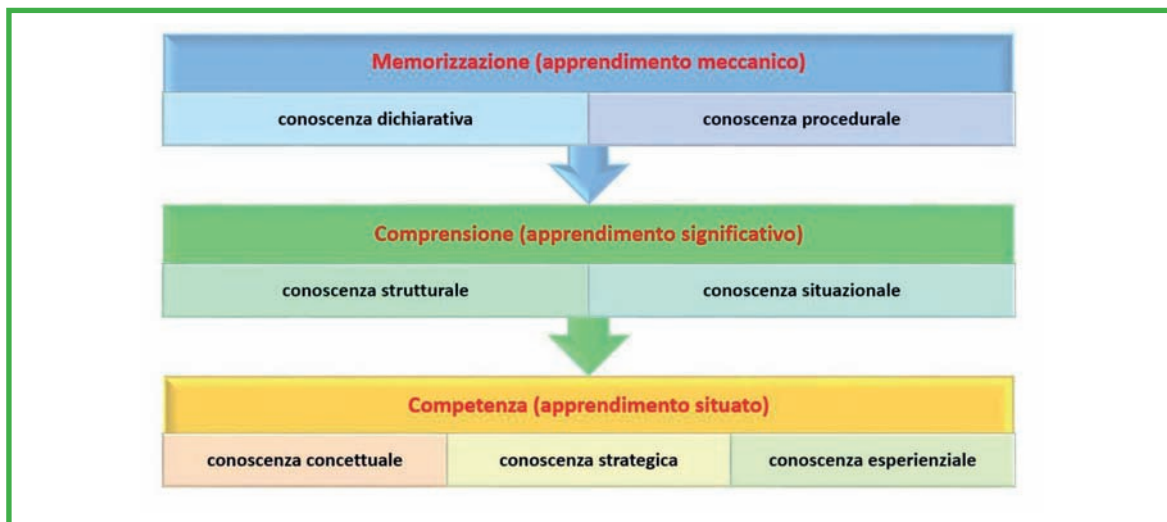 Memorizzazione (apprendimento meccanico)
conoscenza dichiarativa
conoscenza procedurale
Comprensione (apprendimento significativo)
conoscenza strutturale
conoscenza situazionale
Competenza (apprendimento situato)
conoscenza concettuale
conoscenza strategica
conoscenza esperienziale